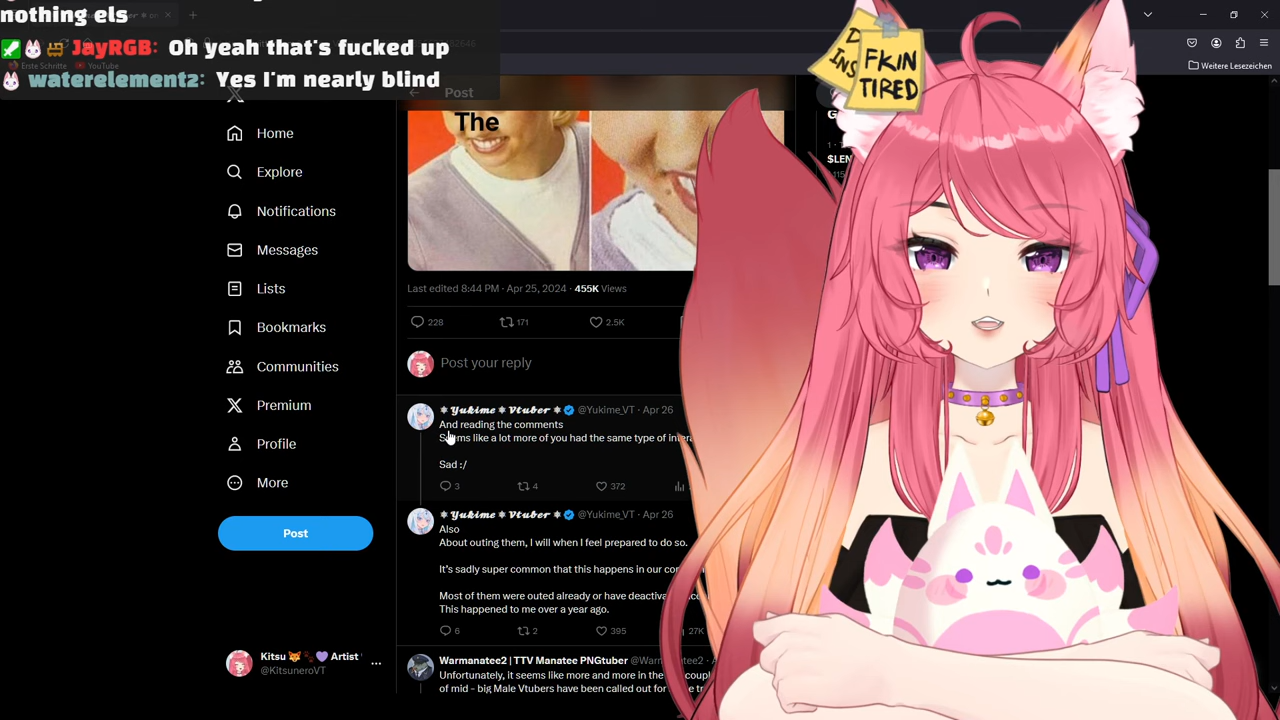 nothing els
JayRGB: Oh yeah that's fucked up
waterelement2: Yes I'm nearly blind
Erste Schritte
YouTube
Weitere Lesezeichen
Post
The
FKIN
TIRED
D
INS
Home
Explore
Notifications
Messages
Lists
Bookmarks
Communities
Premium
Profile
More
Post
Kitsu 🦊🐾💜 Artist
@KitsuneroVT
1 ·
$LEN
Last edited 8:44 PM · Apr 25, 2024 · 455K Views
228
171
2.5K
Post your reply
Yukime Vtuber @Yukime_VT · Apr 26
And reading the comments
Seems like a lot more of you had the same type of
Sad :/
3
4
372
Yukime Vtuber @Yukime_VT · Apr 26
Also
About outing them, I will when I feel prepared to do so.
It's sadly super common that this happens in our
Most of them were outed already or have
This happened to me over a year ago.
6
2
395
27K
Warmanatee2 | TTV Manatee PNGtuber
Unfortunately, it seems like more and more in the
of mid - big Male Vtubers have been called out for